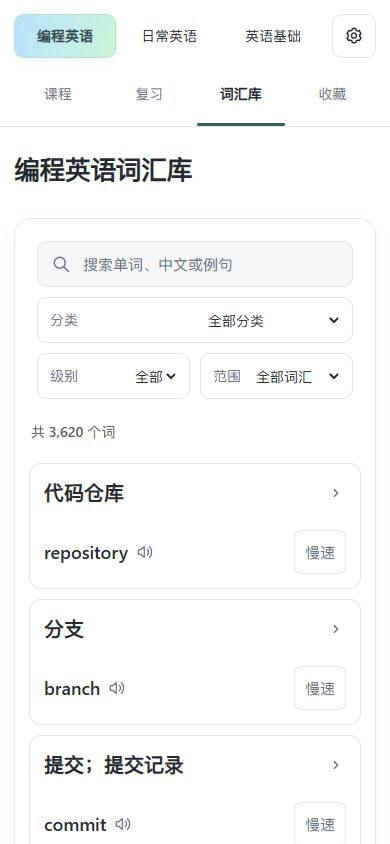 编程英语 日常英语 英语基础
课程 复习 词汇库 收藏
编程英语词汇库
搜索单词、中文或例句
分类 全部分类
级别 全部 范围 全部词汇
共 3,620 个词
代码仓库
repository 慢速
分支
branch 慢速
提交；提交记录
commit 慢速